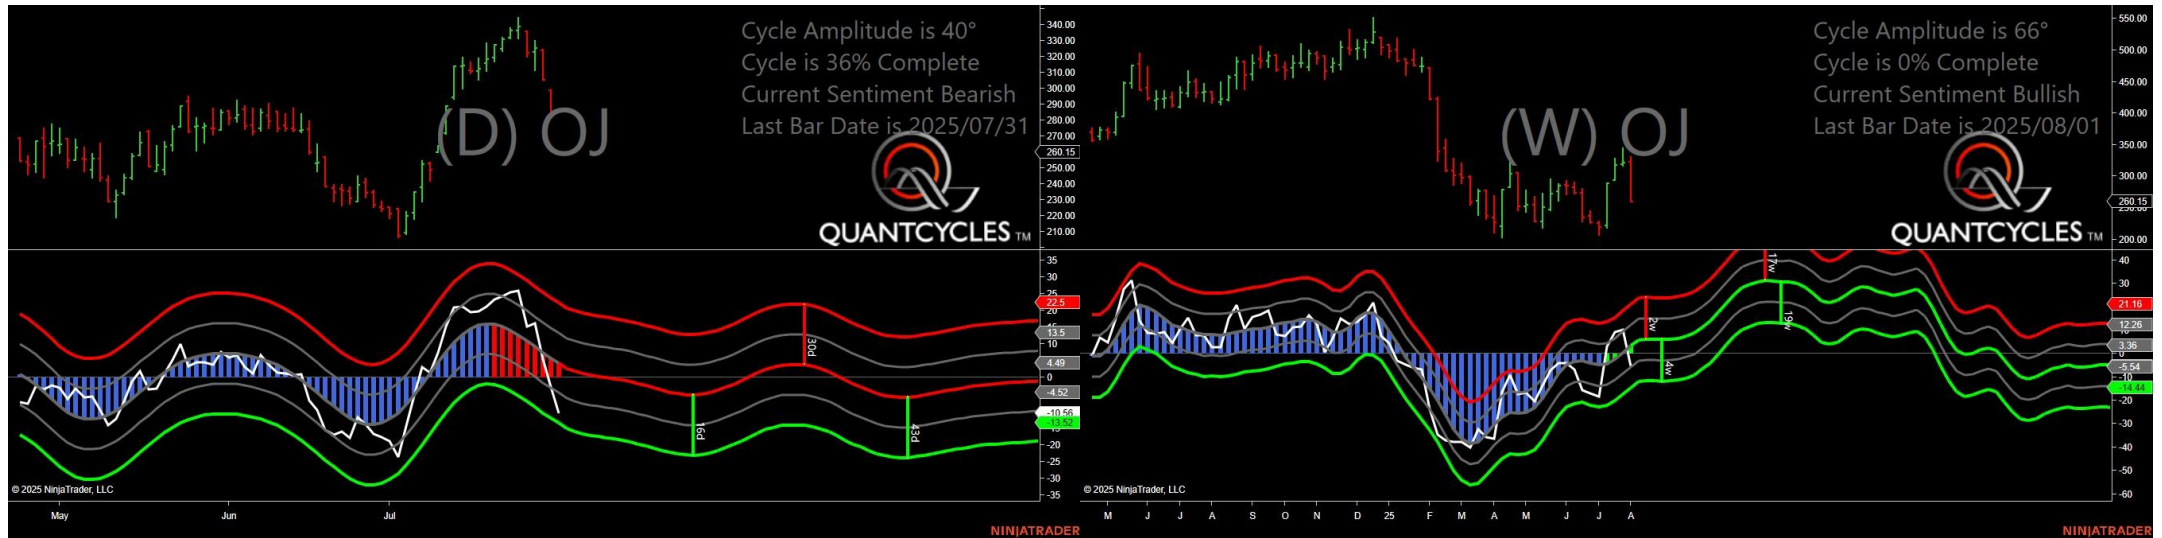 Cycle Amplitude is 40°
Cycle is 36% Complete
Current Sentiment Bearish
Last Bar Date is 2025/07/31
(D) OJ
QUANTCYCLES TM
340.00
330.00
320.00
310.00
300.00
290.00
280.00
270.00
260.15
250.00
240.00
230.00
220.00
210.00
35
30
25
22.5
13.5
10
4.49
0
-4.52
-10.56
-13.52
-20
-25
-30
-35
30d
16d
43d
© 2025 NinjaTrader, LLC
May
Jun
Jul
NINJATRADER
Cycle Amplitude is 66°
Cycle is 0% Complete
Current Sentiment Bullish
Last Bar Date is 2025/08/01
(W) OJ
QUANTCYCLES TM
550.00
500.00
450.00
400.00
350.00
300.00
260.15
200.00
40
30
21.16
12.26
3.36
0
-5.54
-10
-14.44
-20
-30
-40
-50
-60
17w
2w
19w
4w
© 2025 NinjaTrader, LLC
M
J
J
A
S
O
N
D
25
F
M
A
M
J
J
A
NINJATRADER